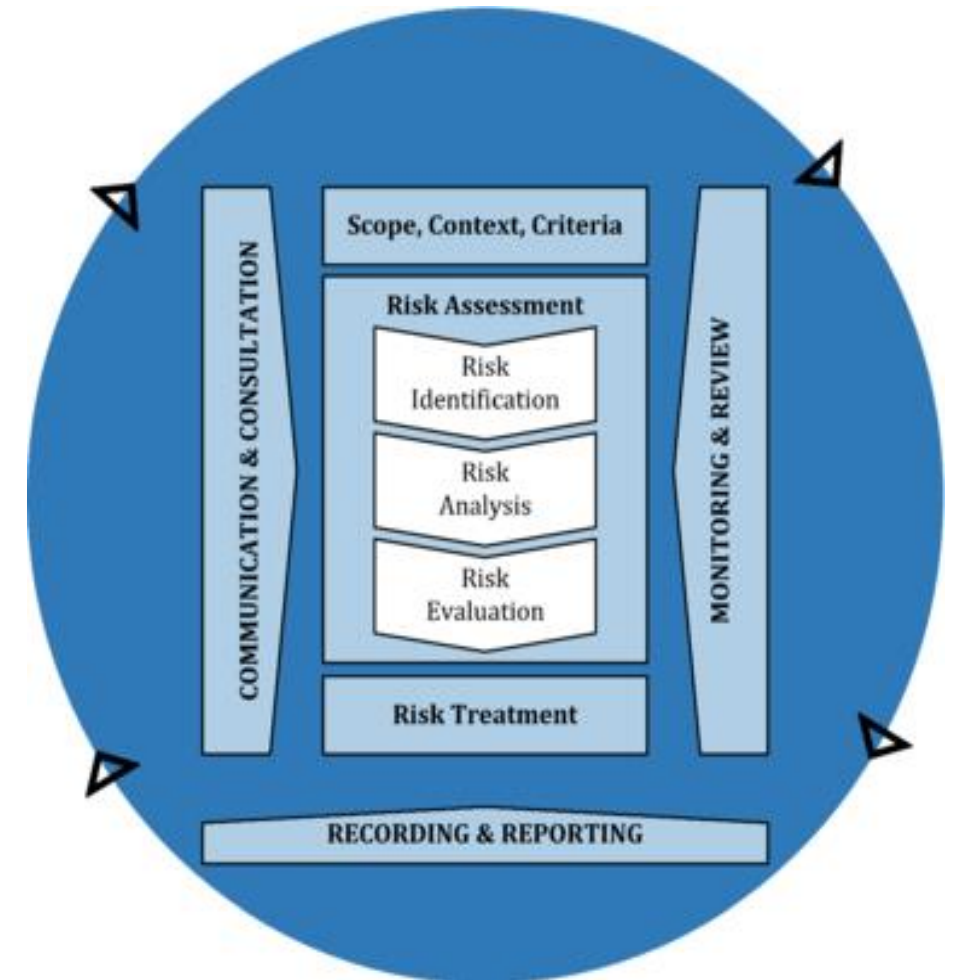 Scope, Context, Criteria
Risk Assessment
Risk
Identification
Risk
Analysis
Risk
Evaluation
Risk Treatment
COMMUNICATION & CONSULTATION
MONITORING & REVIEW
RECORDING & REPORTING